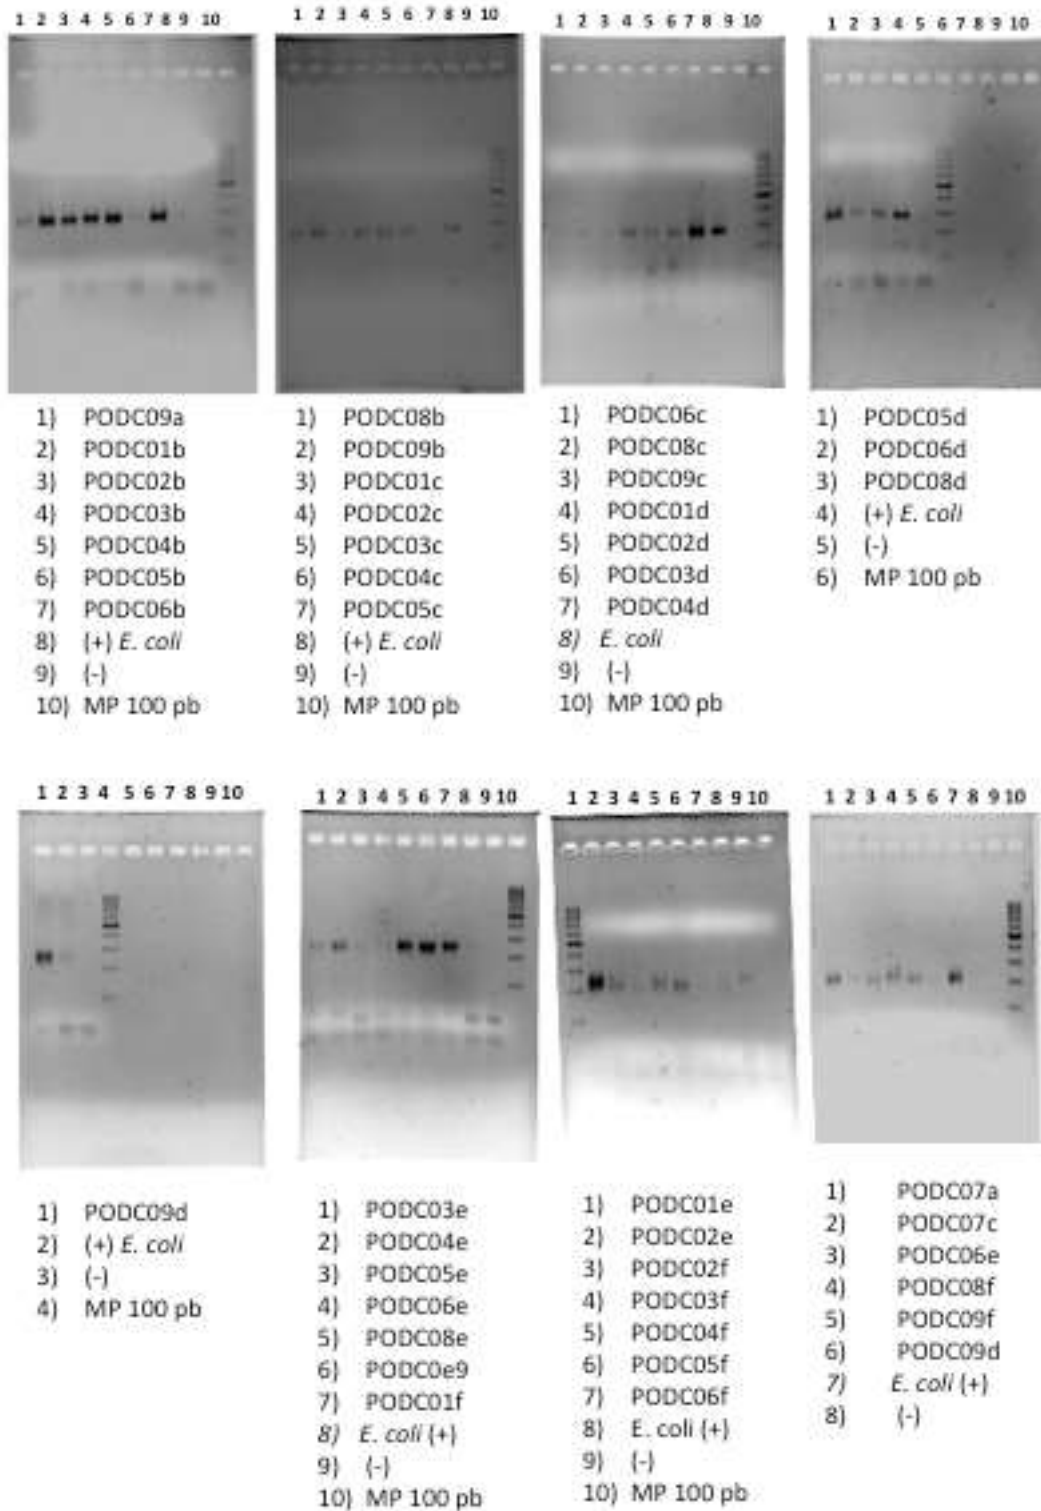 1 2 3 4 5 6 7 8 9 10
1 2 3 4 5 6 7 8 9 10
1 2 3 4 5 6 7 8 9 10
1 2 3 4 5 6 7 8 9 10
1) PODC09a
2) PODC01b
3) PODC02b
4) PODC03b
5) PODC04b
6) PODC05b
7) PODC06b
8) (+) E. coli
9) (-)
10) MP 100 pb
1) PODC08b
2) PODC09b
3) PODC01c
4) PODC02c
5) PODC03c
6) PODC04c
7) PODC05c
8) (+) E. coli
9) (-)
10) MP 100 pb
1) PODC06c
2) PODC08c
3) PODC09c
4) PODC01d
5) PODC02d
6) PODC03d
7) PODC04d
8) E. coli
9) (-)
10) MP 100 pb
1) PODC05d
2) PODC06d
3) PODC08d
4) (+) E. coli
5) (-)
6) MP 100 pb
1 2 3 4 5 6 7 8 9 10
1 2 3 4 5 6 7 8 9 10
1 2 3 4 5 6 7 8 9 10
1 2 3 4 5 6 7 8 9 10
1) PODC09d
2) (+) E. coli
3) (-)
4) MP 100 pb
1) PODC03e
2) PODC04e
3) PODC05e
4) PODC06e
5) PODC08e
6) PODC0e9
7) PODC01f
8) E. coli (+)
9) (-)
10) MP 100 pb
1) PODC01e
2) PODC02e
3) PODC02f
4) PODC03f
5) PODC04f
6) PODC05f
7) PODC06f
8) E. coli (+)
9) (-)
10) MP 100 pb
1) PODC07a
2) PODC07c
3) PODC06e
4) PODC08f
5) PODC09f
6) PODC09d
7) E. coli (+)
8) (-)